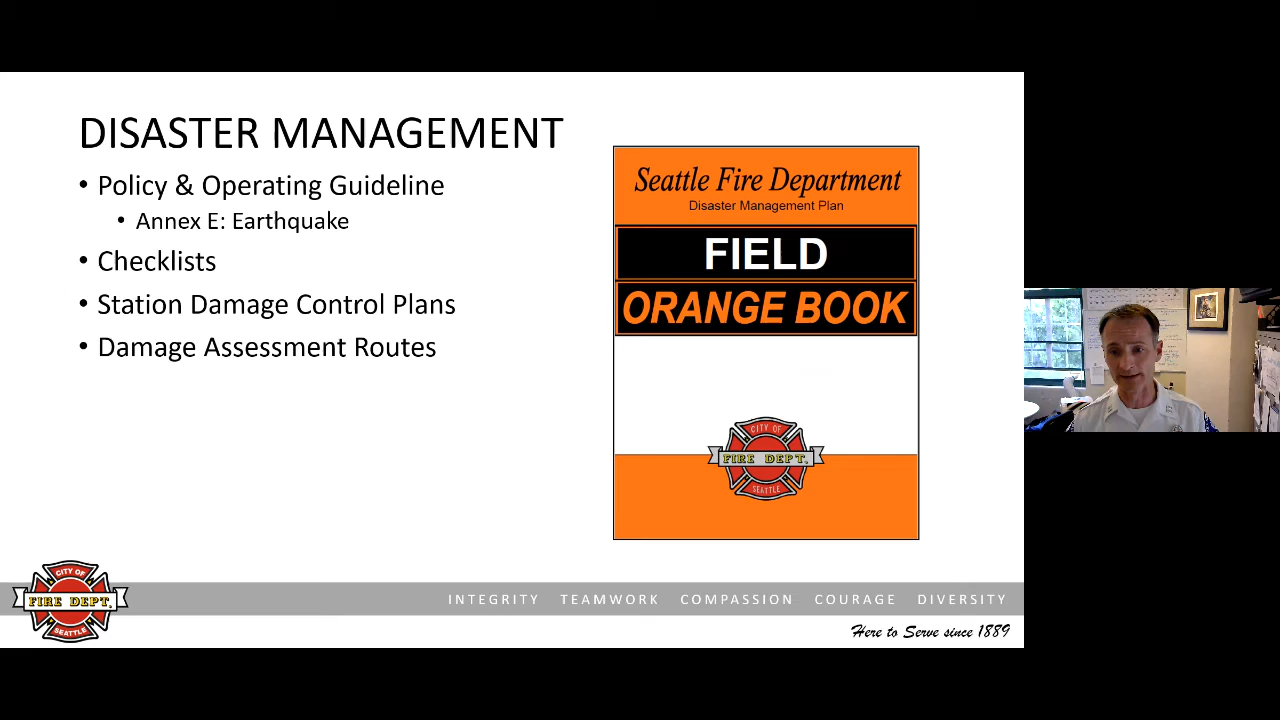 DISASTER MANAGEMENT
• Policy & Operating Guideline
• Annex E: Earthquake
• Checklists
• Station Damage Control Plans
• Damage Assessment Routes
Seattle Fire Department
Disaster Management Plan
FIELD
ORANGE BOOK
CITY OF
FIRE DEPT.
SEATTLE
CITY OF
FIRE DEPT.
SEATTLE
INTEGRITY TEAMWORK COMPASSION COURAGE DIVERSITY
Here to Serve since 1889